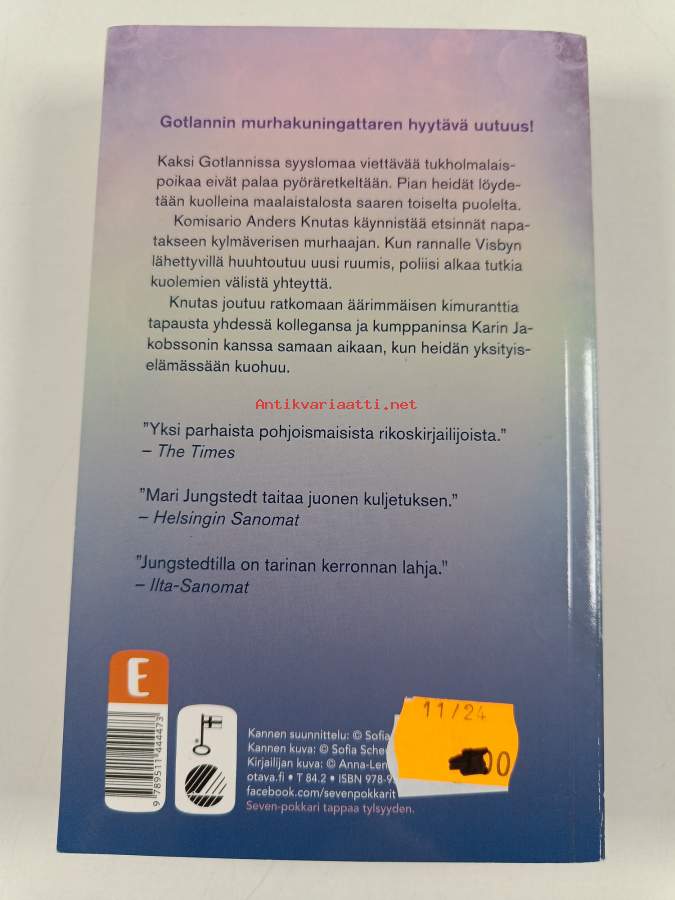 Gotlannin murhakuningattaren hyytävä uutuus!
Kaksi Gotlannissa syyslomaa viettävää tukholmalais-
poikaa eivät palaa pyöräretkeltään. Pian heidät löyde-
tään kuolleina maalaistalosta saaren toiselta puolelta.
Komisario Anders Knutas käynnistää etsinnät napa-
takseen kylmäverisen murhaajan. Kun rannalle Visbyn
lähettyvillä huuhtoutuu uusi ruumis, poliisi alkaa tutkia
kuolemien välistä yhteyttä.
Knutas joutuu ratkomaan äärimmäisen kimuranttia
tapausta yhdessä kollegansa ja kumppaninsa Karin Ja-
kobssonin kanssa samaan aikaan, kun heidän yksityis-
elämässään kuohuu.
Antikvariaatti.net
"Yksi parhaista pohjoismaisista rikoskirjailijoista."
– The Times
"Mari Jungstedt taitaa juonen kuljetuksen."
– Helsingin Sanomat
"Jungstedtilla on tarinan kerronnan lahja."
– Ilta-Sanomat
E
9 789511 444473
Kannen suunnittelu: © Sofia
Kannen kuva: © Sofia Sche
Kirjailijan kuva: © Anna-Len
otava.fi • T 84.2 • ISBN 978-9
facebook.com/sevenpokkarit
Seven-pokkari tappaa tylsyyden.
11/24
00